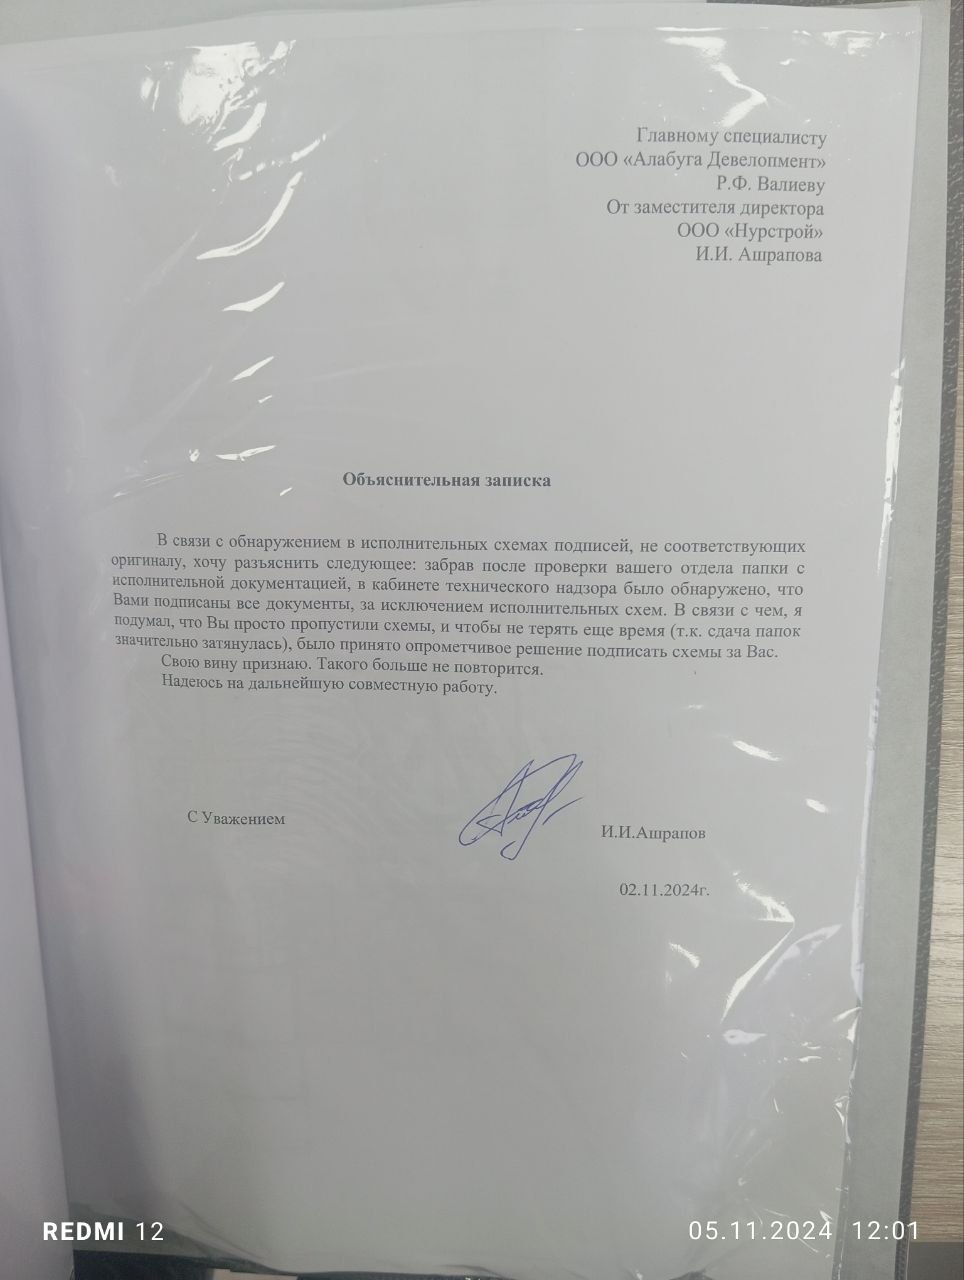 Главному специалисту
ООО «Алабуга Девелопмент»
Р.Ф. Валиеву
От заместителя директора
ООО «Нурстрой»
И.И. Ашрапова
Объяснительная записка
В связи с обнаружением в исполнительных схемах подписей, не соответствующих
оригиналу, хочу разъяснить следующее: забрав после проверки вашего отдела папки с
исполнительной документацией, в кабинете технического надзора было обнаружено, что
Вами подписаны все документы, за исключением исполнительных схем. В связи с чем, я
подумал, что Вы просто пропустили схемы, и чтобы не терять еще время (т.к. сдача папок
значительно затянулась), было принято опрометчивое решение подписать схемы за Вас.
Свою вину признаю. Такого больше не повторится.
Надеюсь на дальнейшую совместную работу.
С Уважением
И.И.Ашрапов
02.11.2024г.
REDMI 12
05.11.2024 12:01